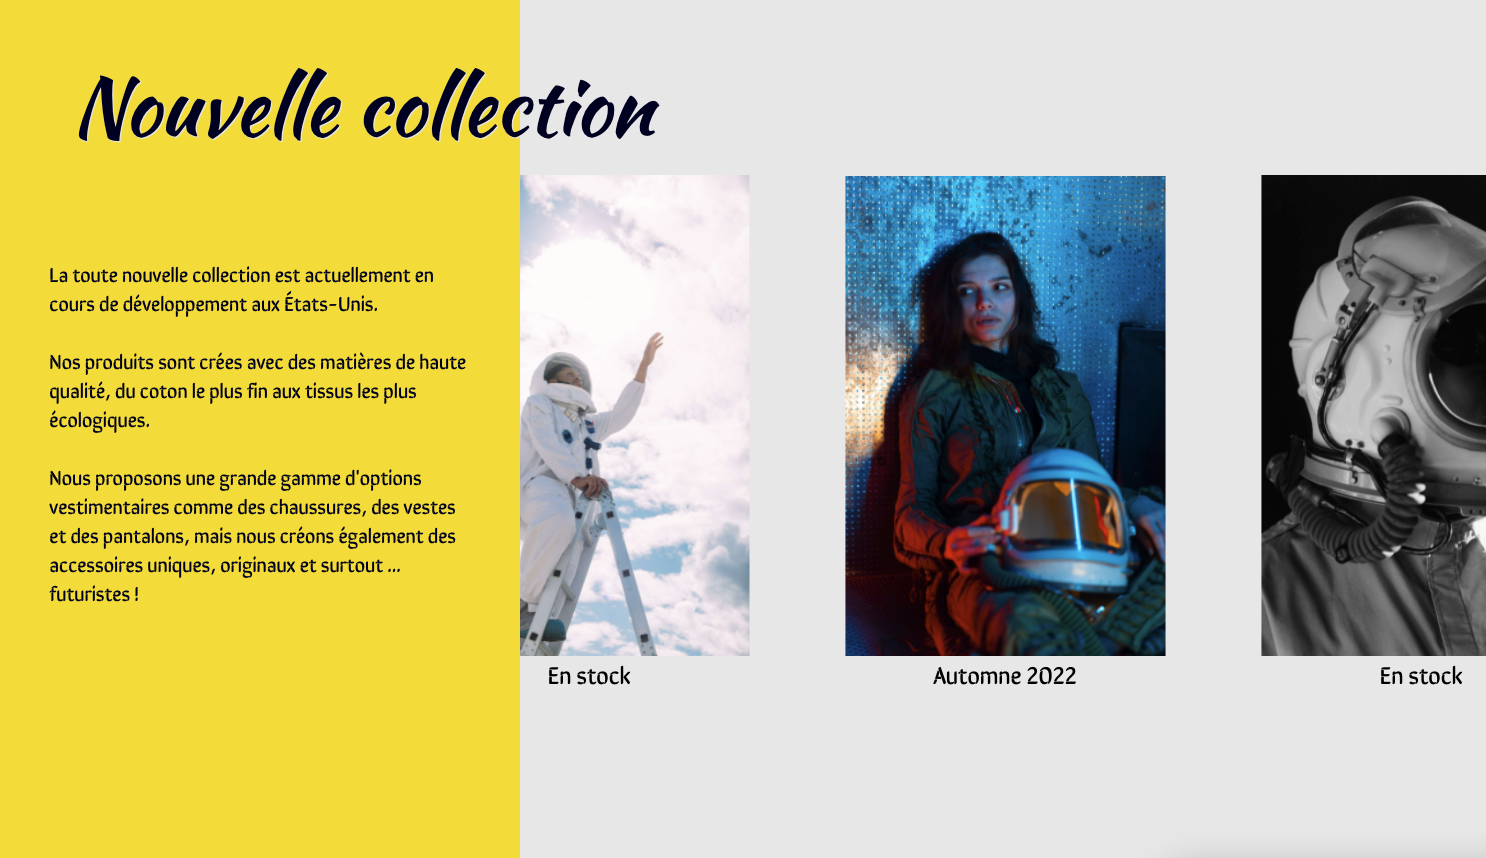 Nouvelle collection
La toute nouvelle collection est actuellement en
cours de développement aux États-Unis.
Nos produits sont crées avec des matières de haute
qualité, du coton le plus fin aux tissus les plus
écologiques.
Nous proposons une grande gamme d'options
vestimentaires comme des chaussures, des vestes
et des pantalons, mais nous créons également des
accessoires uniques, originaux et surtout ...
futuristes !
En stock
Automne 2022
En stock